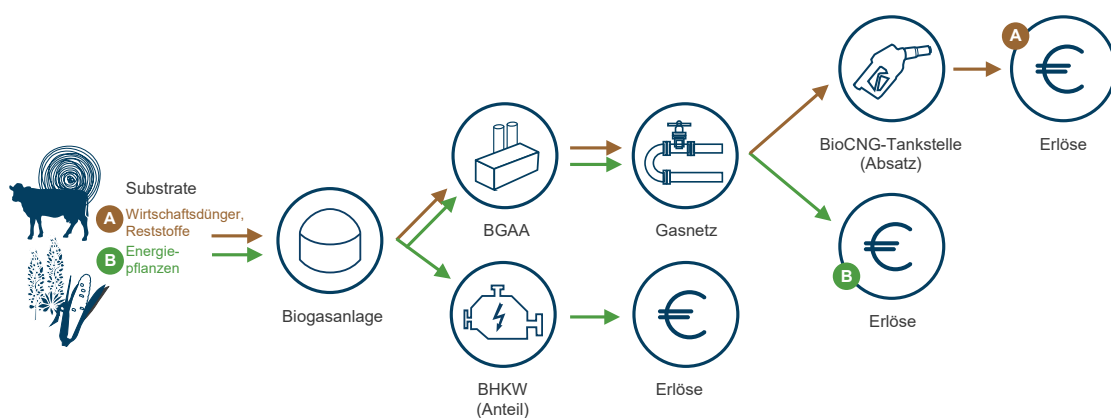 Substrate
A Wirtschaftsdünger,
Reststoffe
B Energie-
pflanzen
Biogasanlage
BGAA
BHKW
(Anteil)
Gasnetz
Erlöse
BioCNG-Tankstelle
(Absatz)
A
Erlöse
B
Erlöse